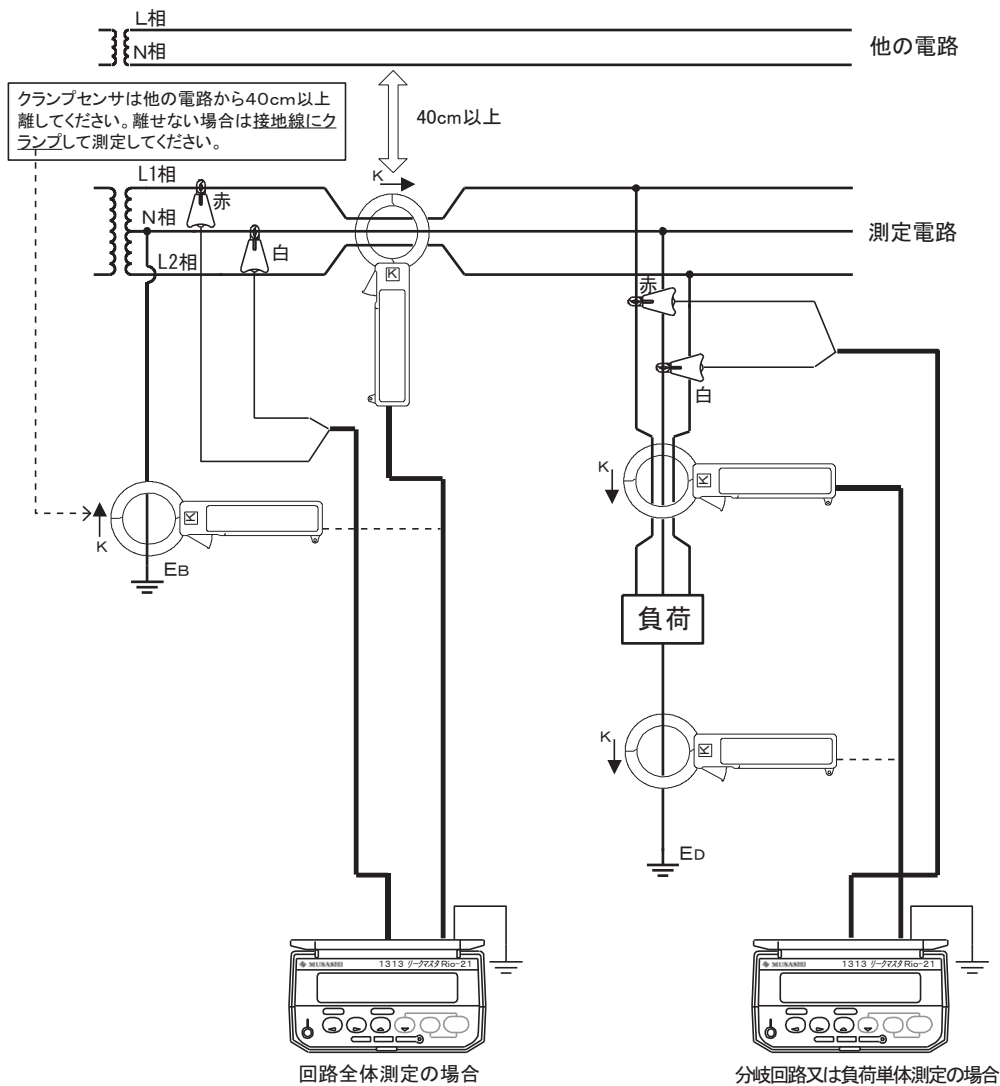 L相
N相
他の電路
クランプセンサは他の電路から40cm以上
離してください。離せない場合は接地線にク
ランプして測定してください。
40cm以上
L1相
K
赤
N相
白
測定電路
L2相
K
赤
白
K
K
K
K
EB
負荷
K
K
ED
MUSASHI
1313 リークマスタ Rio-21
MUSASHI
1313 リークマスタ Rio-21
回路全体測定の場合
分岐回路又は負荷単体測定の場合